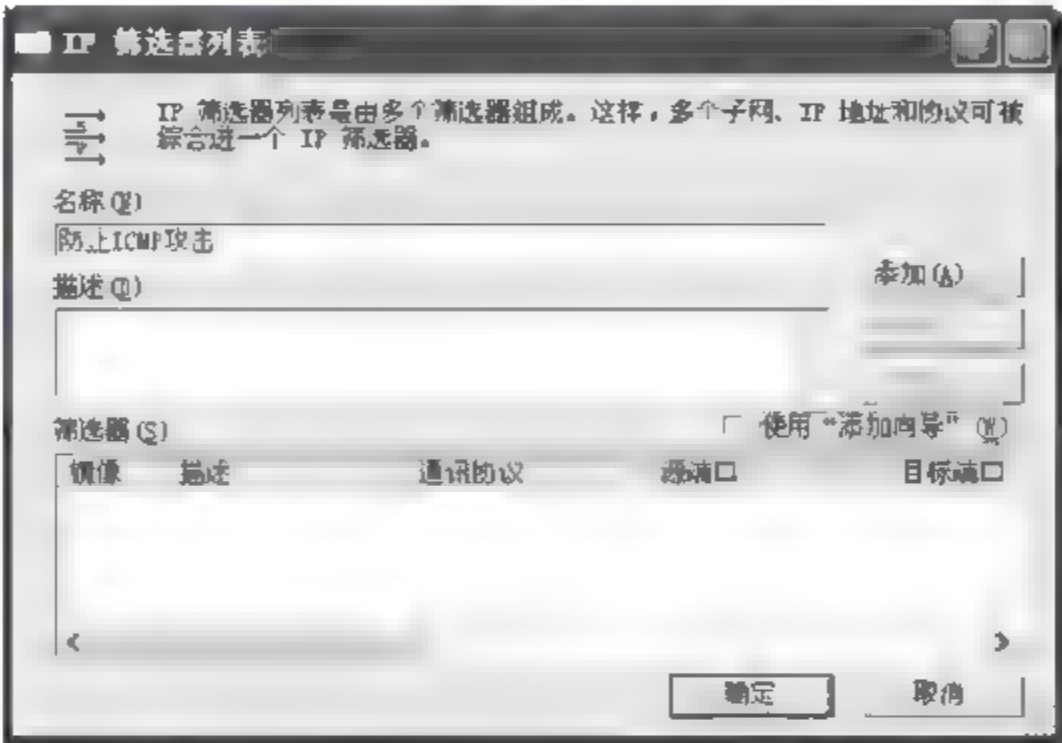 IP 筛选器列表
IP 筛选器列表是由多个筛选器组成。这样，多个子网、IP 地址和协议可被
综合进一个 IP 筛选器。
名称(N)
防止ICMP攻击
描述(D)
添加(A)
筛选器(S)
使用“添加向导”(W)
镜像 描述 通讯协议 源端口 目标端口
确定 取消